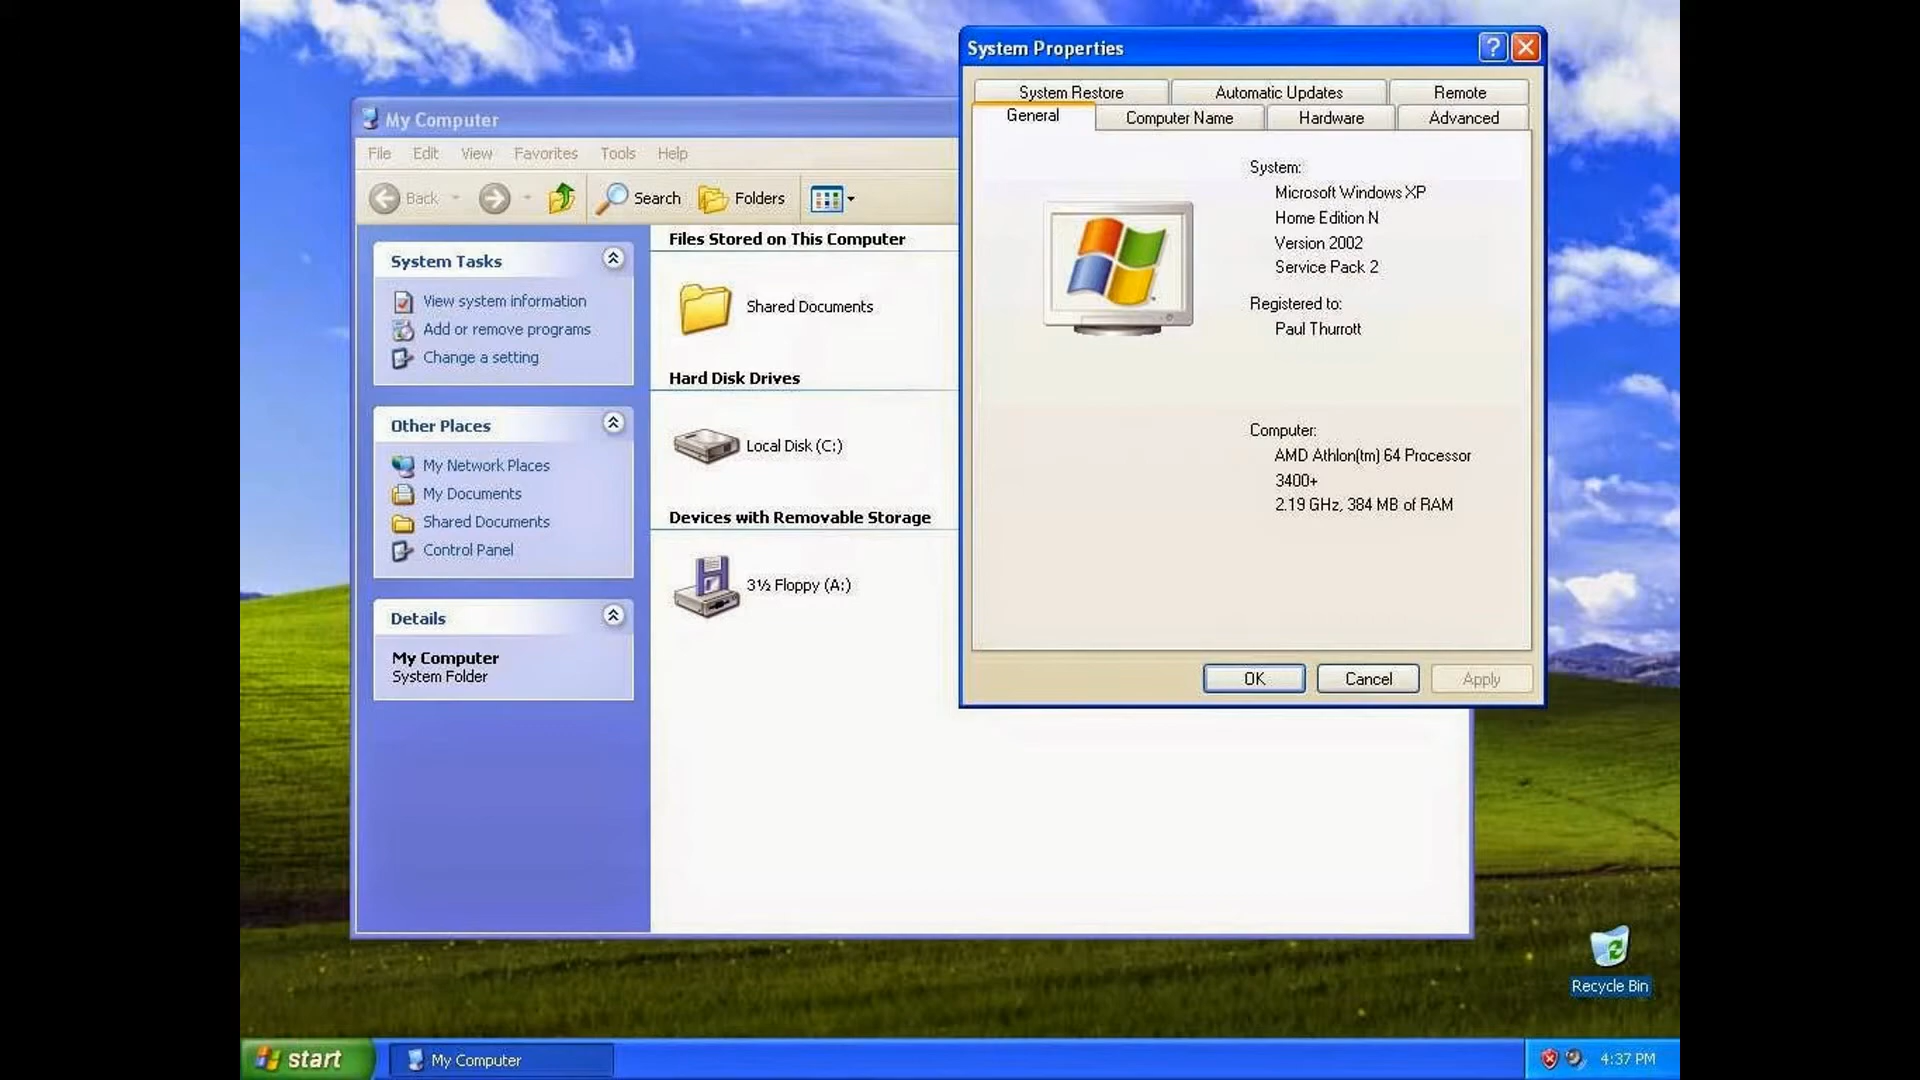 My Computer
File Edit View Favorites Tools Help
Back Search Folders
System Tasks
View system information
Add or remove programs
Change a setting
Other Places
My Network Places
My Documents
Shared Documents
Control Panel
Details
My Computer
System Folder
Files Stored on This Computer
Shared Documents
Hard Disk Drives
Local Disk (C:)
Devices with Removable Storage
3½ Floppy (A:)
System Properties
?
System Restore Automatic Updates Remote
General Computer Name Hardware Advanced
System:
Microsoft Windows XP
Home Edition N
Version 2002
Service Pack 2
Registered to:
Paul Thurrott
Computer:
AMD Athlon(tm) 64 Processor
3400+
2.19 GHz, 384 MB of RAM
OK Cancel Apply
Recycle Bin
start My Computer 4:37 PM